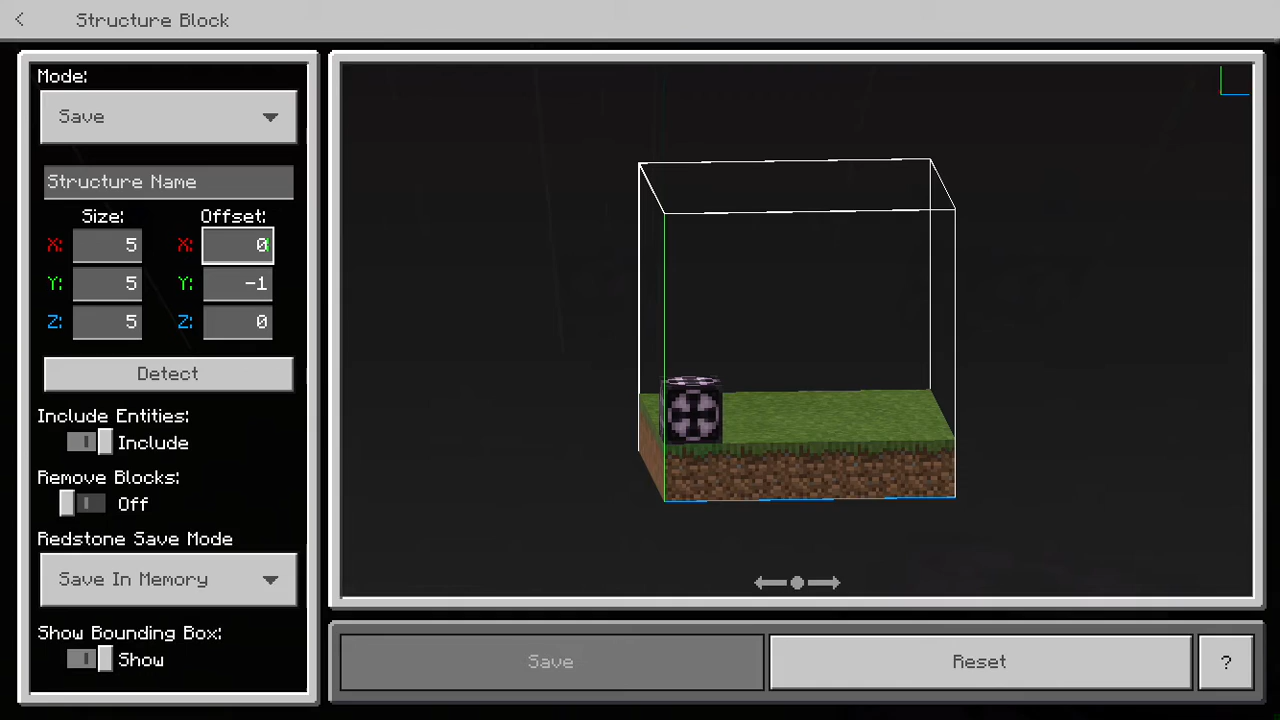 Structure Block
Mode:
Save
Structure Name
Size: Offset:
X: 5 X: 0
Y: 5 Y: -1
Z: 5 Z: 0
Detect
Include Entities:
Include
Remove Blocks:
Off
Redstone Save Mode
Save In Memory
Show Bounding Box:
Show
Save Reset ?